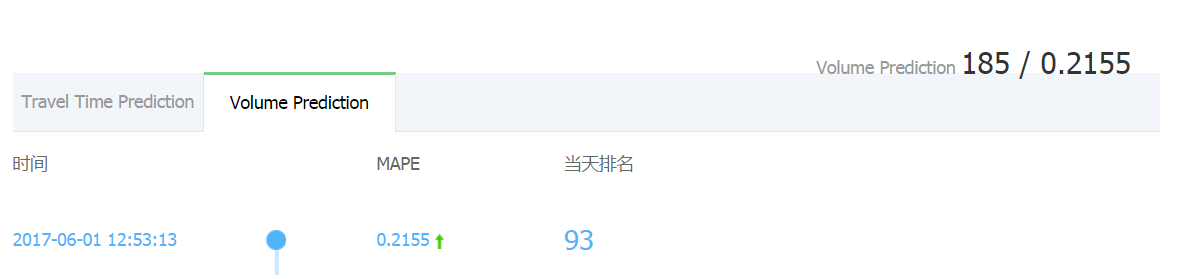 Volume Prediction 185 / 0.2155
Travel Time Prediction Volume Prediction
时间 MAPE 当天排名
2017-06-01 12:53:13 0.2155 93